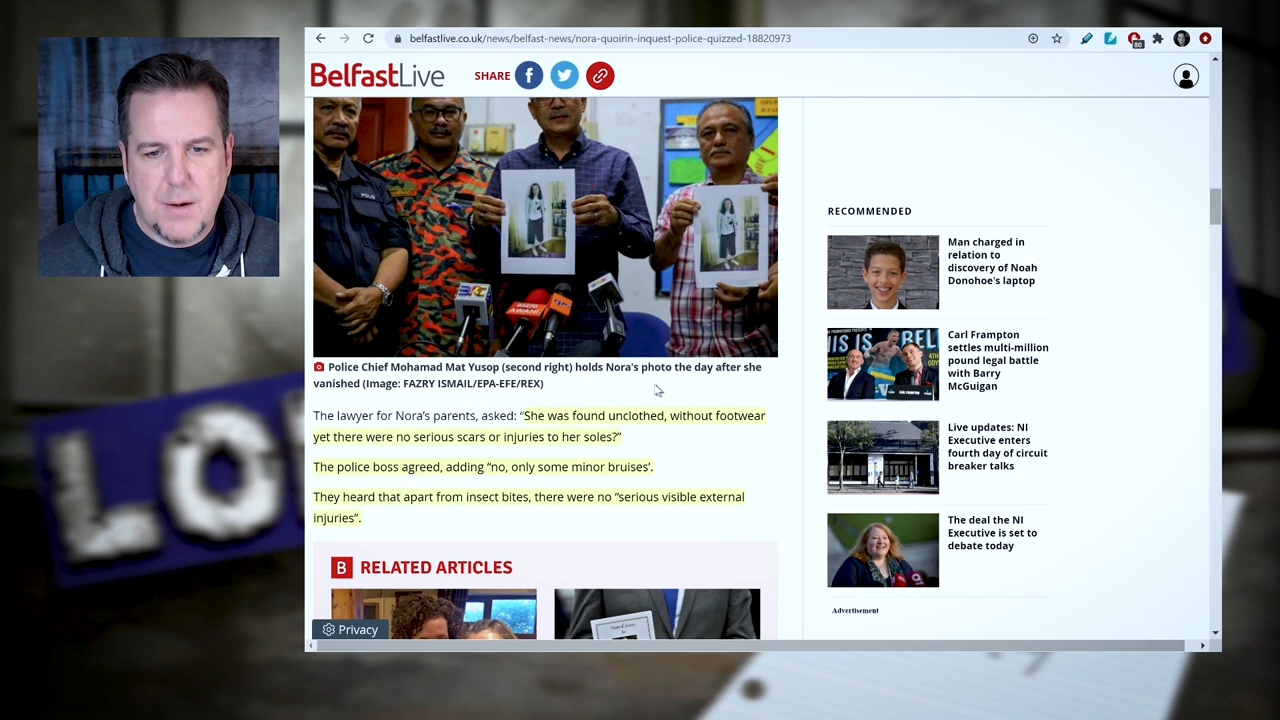 belfastlive.co.uk/news/belfast-news/nora-quoirin-inquest-police-quizzed-18820973
80
BelfastLive
SHARE
POLIS
astro
AWANI
Police Chief Mohamad Mat Yusop (second right) holds Nora's photo the day after she
vanished (Image: FAZRY ISMAIL/EPA-EFE/REX)
The lawyer for Nora's parents, asked: “She was found unclothed, without footwear
yet there were no serious scars or injuries to her soles?”
The police boss agreed, adding “no, only some minor bruises’.
They heard that apart from insect bites, there were no “serious visible external
injuries”.
B RELATED ARTICLES
Privacy
RECOMMENDED
Man charged in
relation to
discovery of Noah
Donohoe's laptop
Carl Frampton
settles multi-million
pound legal battle
with Barry
McGuigan
Live updates: NI
Executive enters
fourth day of circuit
breaker talks
The deal the NI
Executive is set to
debate today
Advertisement
LO